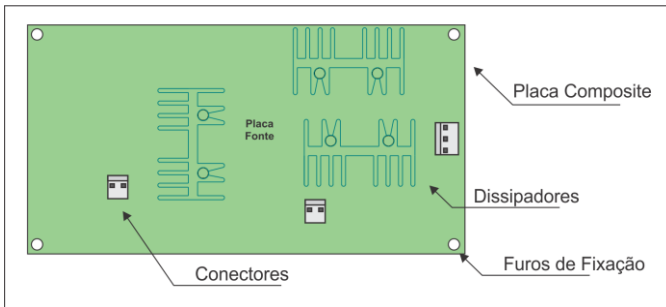 Placa Composite
Placa
Fonte
Dissipadores
Conectores
Furos de Fixação